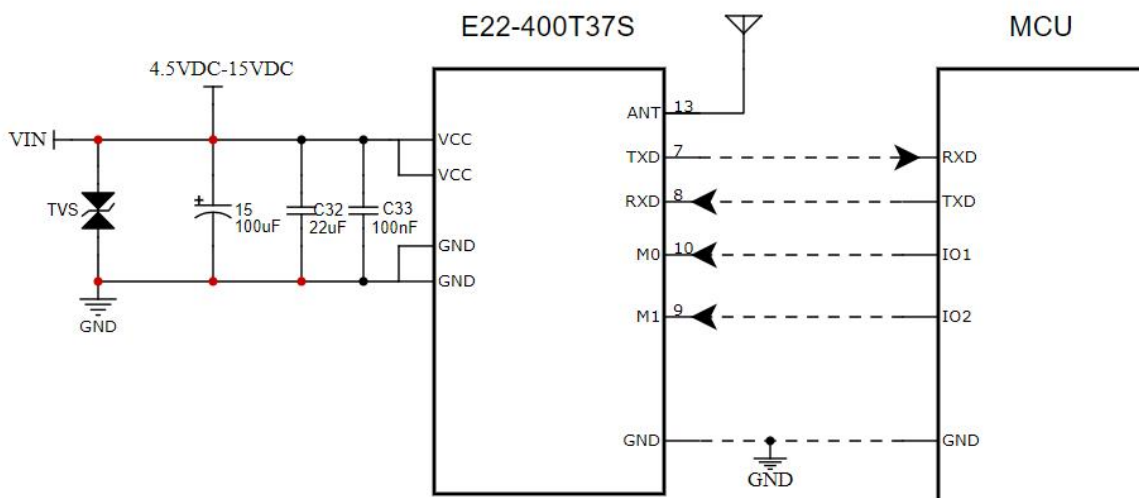 E22-400T37S
MCU
4.5VDC-15VDC
VIN
ANT
13
VCC
TXD
7
RXD
VCC
TVS
15
100uF
C32
22uF
C33
100nF
RXD
8
TXD
GND
M0
10
IO1
GND
GND
M1
9
IO2
GND
GND
GND